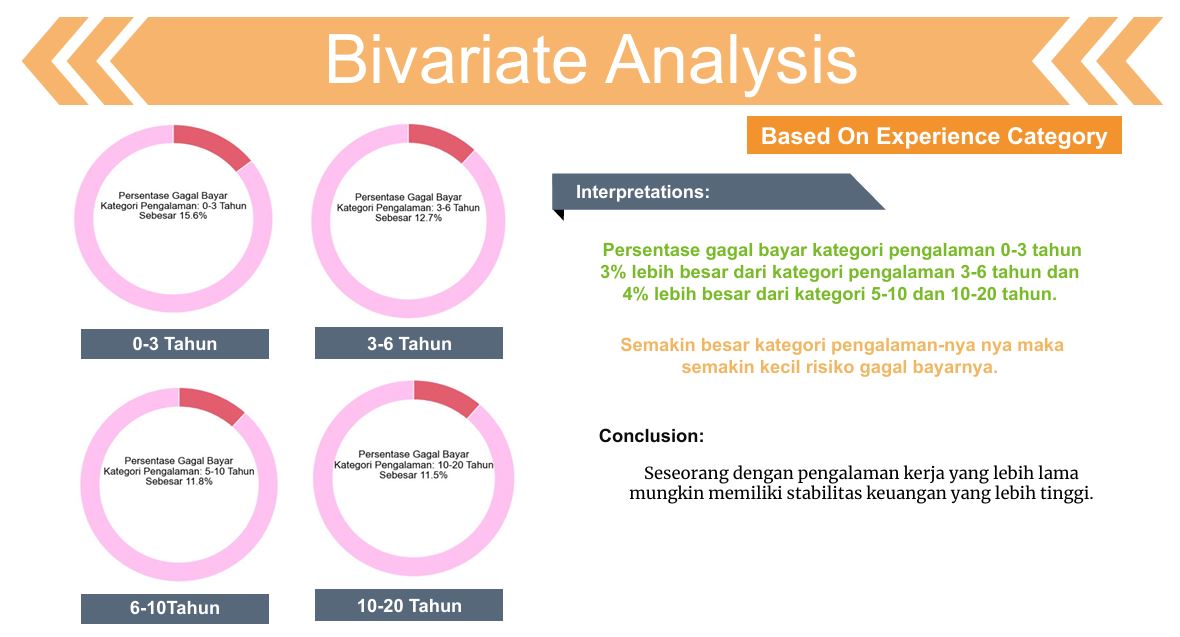 Bivariate Analysis
Based On Experience Category
Persentase Gagal Bayar
Kategori Pengalaman: 0-3 Tahun
Sebesar 15.6%
0-3 Tahun
Persentase Gagal Bayar
Kategori Pengalaman: 3-6 Tahun
Sebesar 12.7%
3-6 Tahun
Persentase Gagal Bayar
Kategori Pengalaman: 5-10 Tahun
Sebesar 11.8%
6-10Tahun
Persentase Gagal Bayar
Kategori Pengalaman: 10-20 Tahun
Sebesar 11.5%
10-20 Tahun
Interpretations:
Persentase gagal bayar kategori pengalaman 0-3 tahun
3% lebih besar dari kategori pengalaman 3-6 tahun dan
4% lebih besar dari kategori 5-10 dan 10-20 tahun.
Semakin besar kategori pengalaman-nya nya maka
semakin kecil risiko gagal bayarnya.
Conclusion:
Seseorang dengan pengalaman kerja yang lebih lama
mungkin memiliki stabilitas keuangan yang lebih tinggi.